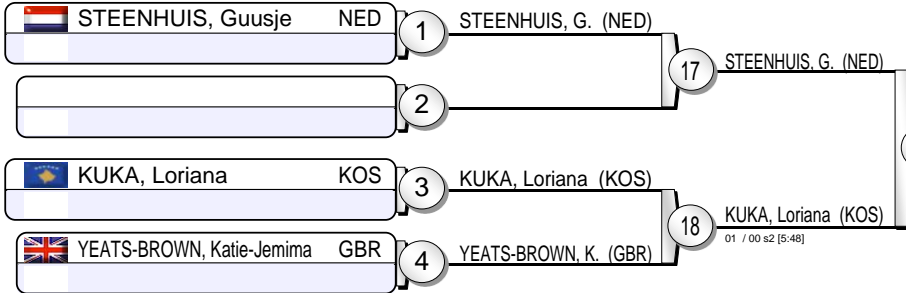 STEENHUIS, Guusje NED
1
STEENHUIS, G. (NED)
17
STEENHUIS, G. (NED)
2
KUKA, Loriana KOS
3
KUKA, Loriana (KOS)
18
KUKA, Loriana (KOS)
01 / 00 s2 [5:48]
YEATS-BROWN, Katie-Jemima GBR
4
YEATS-BROWN, K. (GBR)